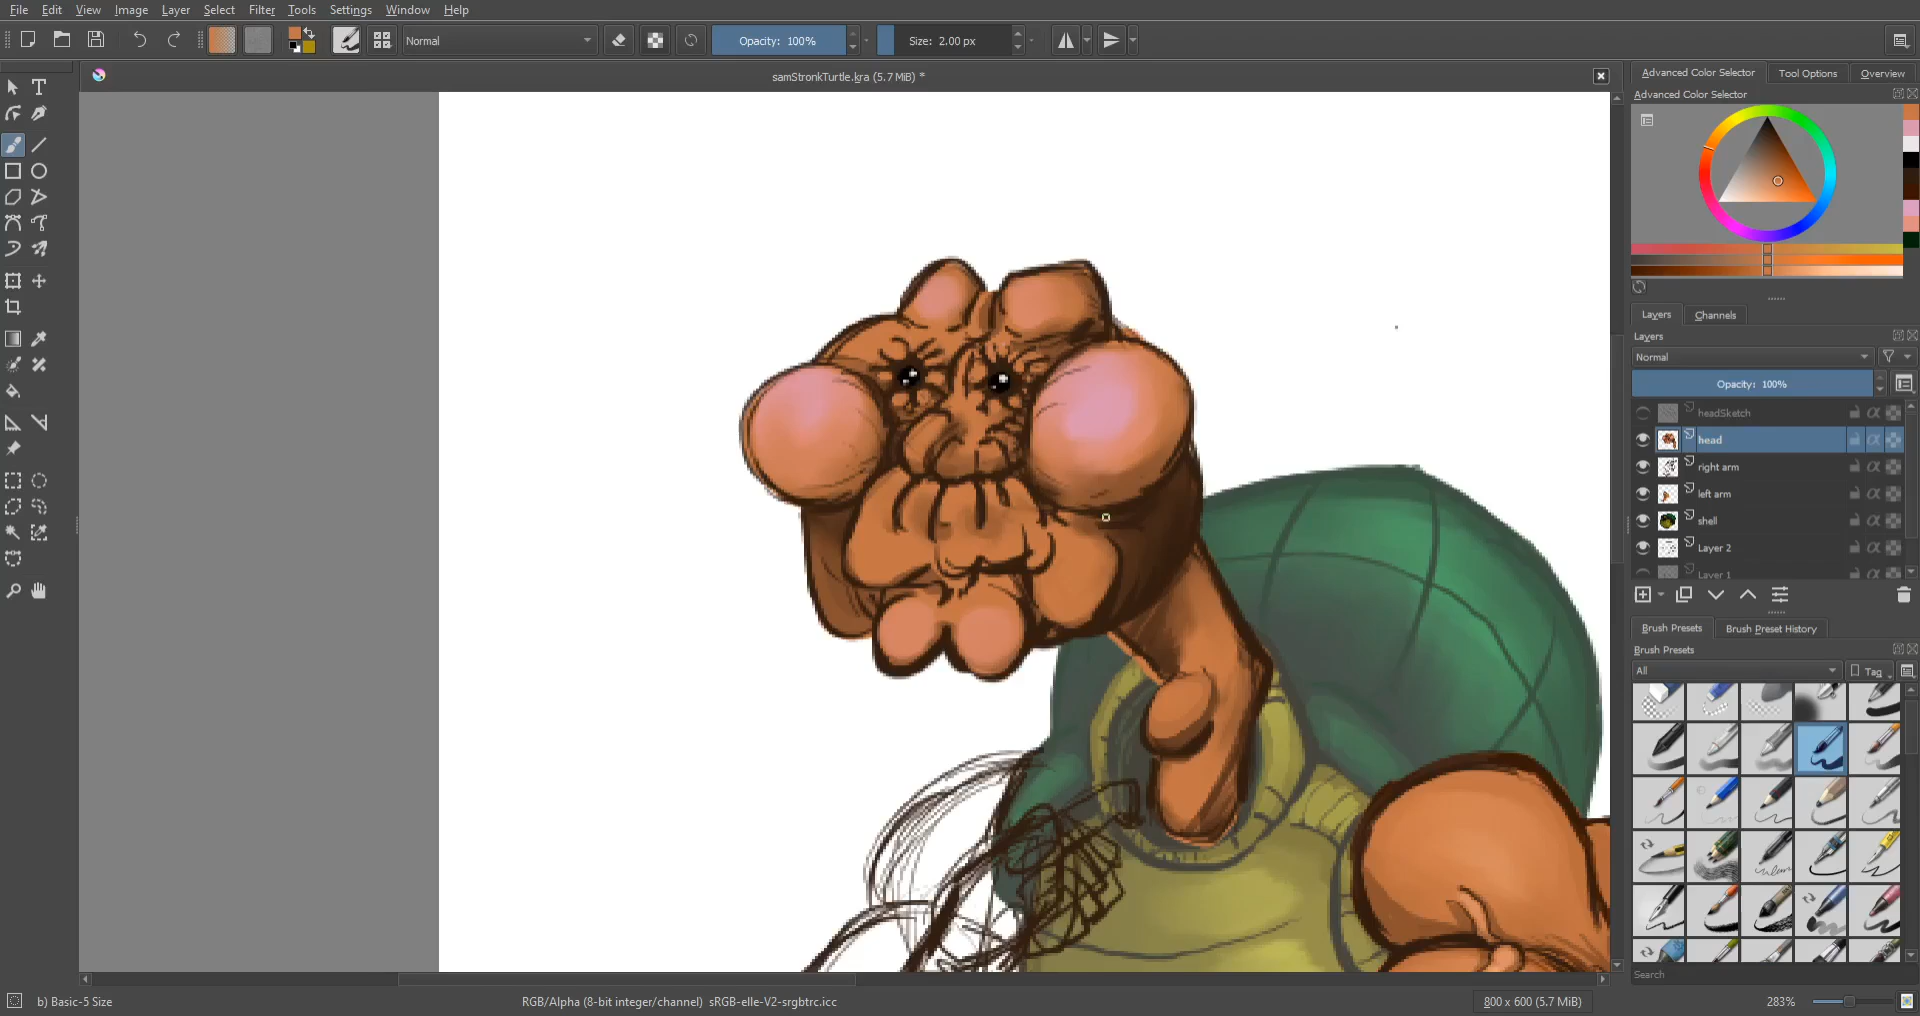 File Edit View Image Layer Select Filter Tools Settings Window Help
Normal Opacity: 100% Size: 2.00 px
samStronkTurtle.kra (5.7 MiB) *
Advanced Color Selector Tool Options Overview
Advanced Color Selector
Layers Channels
Layers
Normal
Opacity: 100%
headSketch
head
right arm
left arm
shell
Layer 2
Layer 1
Brush Presets Brush Preset History
Brush Presets
All Tag
Search
b) Basic-5 Size RGB/Alpha (8-bit integer/channel) sRGB-elle-V2-srgbtrc.icc 800 x 600 (5.7 MiB) 283%